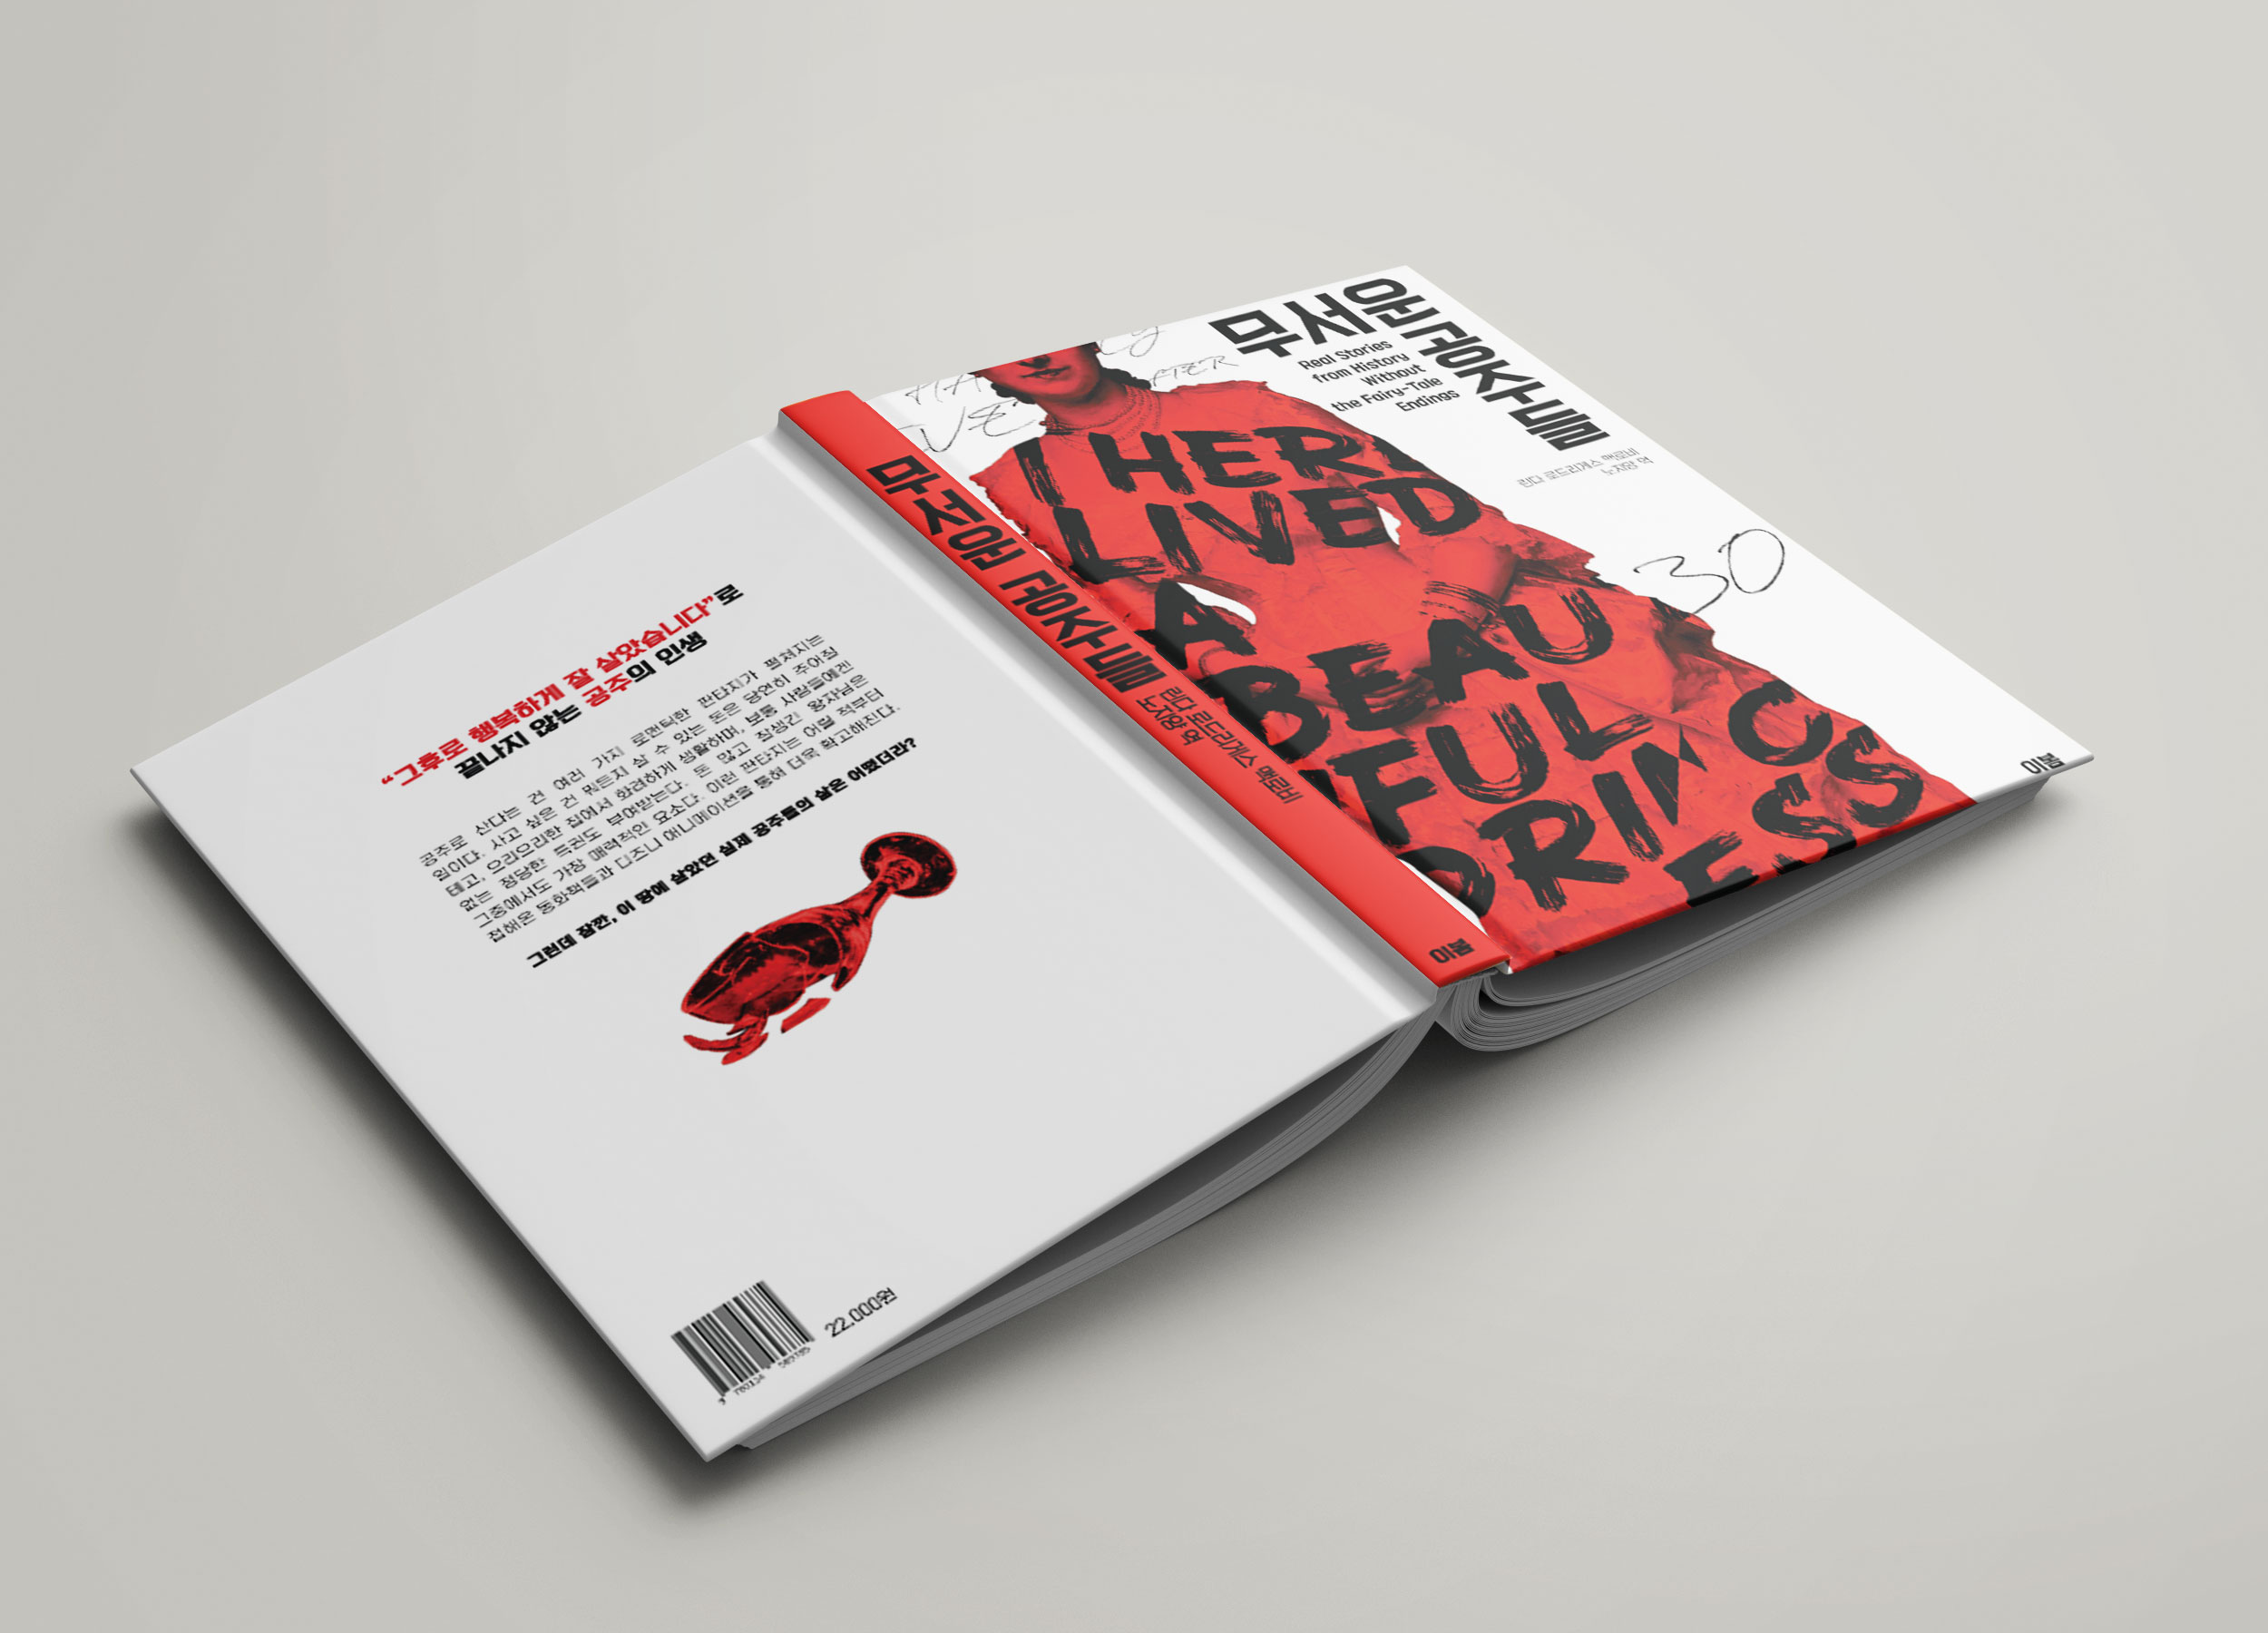 무서운
공주들
Real Stories
from History
Without
the Fairy-Tale
Endings
린다 로드리게스 맥로비
노지양 역
AFTER
30
I HERE
LIVED
A
BEAU
TIFUL
PRINC
ESS
이봄
무서운 공주들
린다 로드리게스 맥로비
노지양 역
이봄
“그후로 행복하게 잘 살았습니다”로
끝나지 않는 공주의 인생
공주로 산다는 건 여러 가지 로맨틱한 판타지가 펼쳐지는
일이다. 사고 싶은 건 뭐든지 살 수 있는 돈은 당연히 주어질
테고, 으리으리한 집에서 화려하게 생활하며, 보통 사람들에겐
없는 정당한 특권도 부여받는다. 돈 많고 잘생긴 왕자님은
그중에서도 가장 매력적인 요소다. 이런 판타지는 어릴 적부터
접해온 동화책들과 디즈니 애니메이션을 통해 더욱 확고해진다.
그런데 잠깐, 이 땅에 살았던 실제 공주들의 삶은 어땠더라?
22,000원